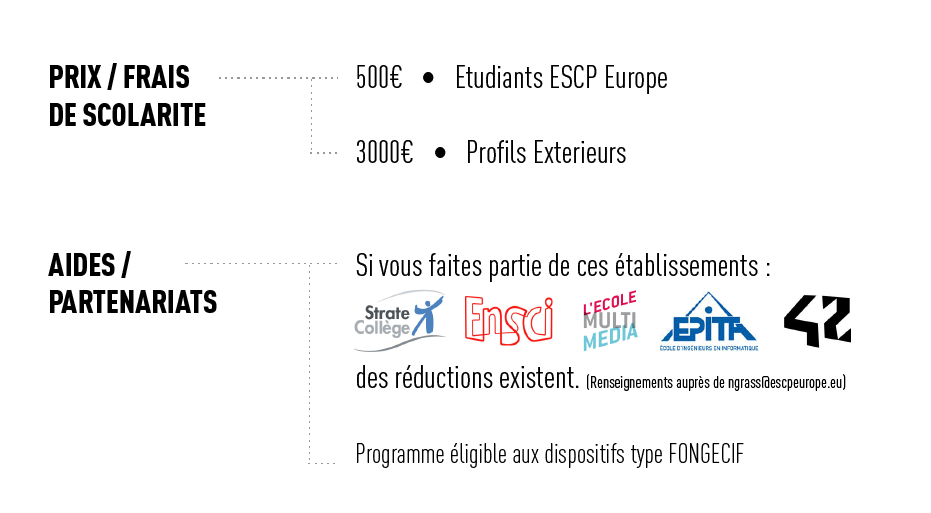 PRIX / FRAIS
DE SCOLARITE
500€ • Etudiants ESCP Europe
3000€ • Profils Exterieurs
AIDES /
PARTENARIATS
Si vous faites partie de ces établissements :
Strate
Collège
Ensci
L'ECOLE
MULTI
MEDIA
EPITA
ÉCOLE D'INGÉNIEURS EN INFORMATIQUE
42
des réductions existent. (Renseignements auprès de ngrass@escpeurope.eu)
Programme éligible aux dispositifs type FONGECIF